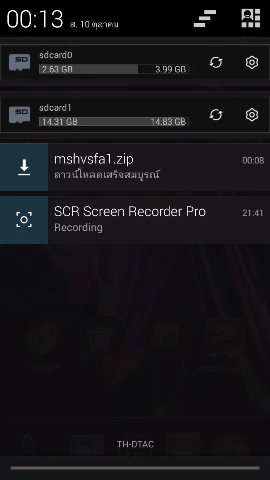 00:13 ส. 10 ตุลาคม
sdcard0
2.63 GB 3.99 GB
sdcard1
14.31 GB 14.83 GB
mshvsfa1.zip 00:08
ดาวน์โหลดเสร็จสมบูรณ์
SCR Screen Recorder Pro 21:41
Recording
TH-DTAC